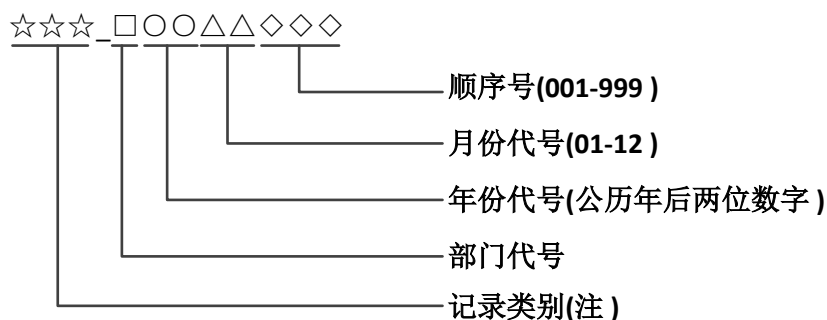 ☆☆☆_□○○△△◇◇◇
顺序号(001-999 )
月份代号(01-12 )
年份代号(公历年后两位数字 )
部门代号
记录类别(注 )